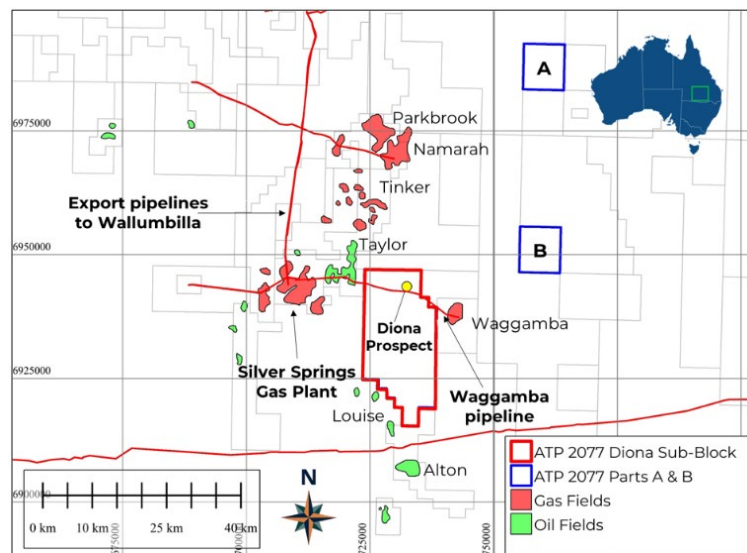 A
6975000
Parkbrook
Namarah
Tinker
Export pipelines
to Wallumbilla
Taylor
B
6950000
Diona
Prospect
Waggamba
Silver Springs
Gas Plant
6925000
Waggamba
pipeline
Louise
Alton
ATP 2077 Diona Sub-Block
ATP 2077 Parts A & B
Gas Fields
Oil Fields
N
6900000
0 km 10 km 25 km 40 km
725000
750000